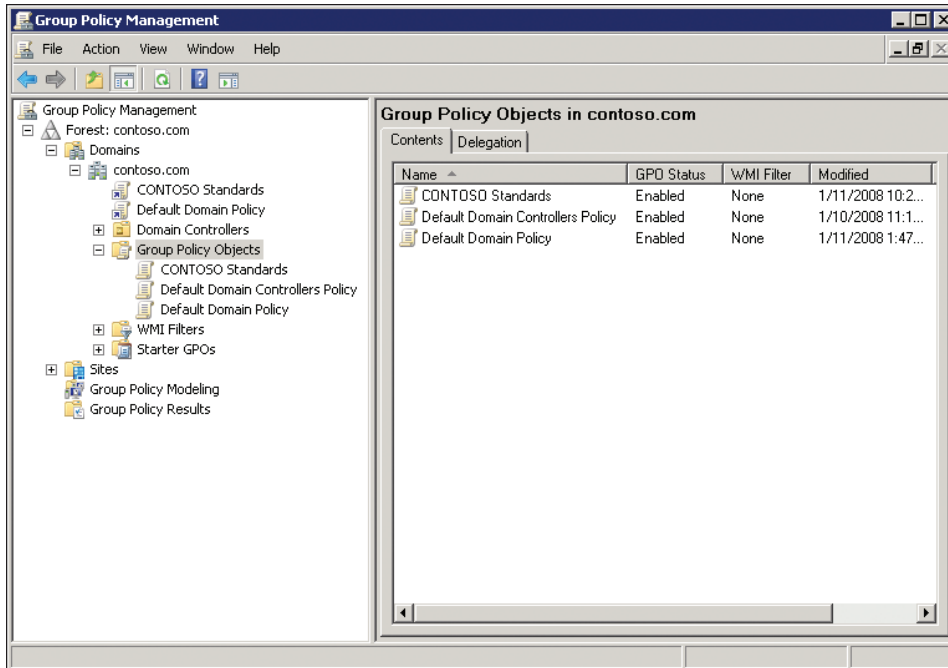 Group Policy Management
File Action View Window Help
Group Policy Management
Forest: contoso.com
Domains
contoso.com
CONTOSO Standards
Default Domain Policy
Domain Controllers
Group Policy Objects
CONTOSO Standards
Default Domain Controllers Policy
Default Domain Policy
WMI Filters
Starter GPOs
Sites
Group Policy Modeling
Group Policy Results
Group Policy Objects in contoso.com
Contents Delegation
Name GPO Status WMI Filter Modified
CONTOSO Standards Enabled None 1/11/2008 10:2...
Default Domain Controllers Policy Enabled None 1/10/2008 11:1...
Default Domain Policy Enabled None 1/11/2008 1:47...